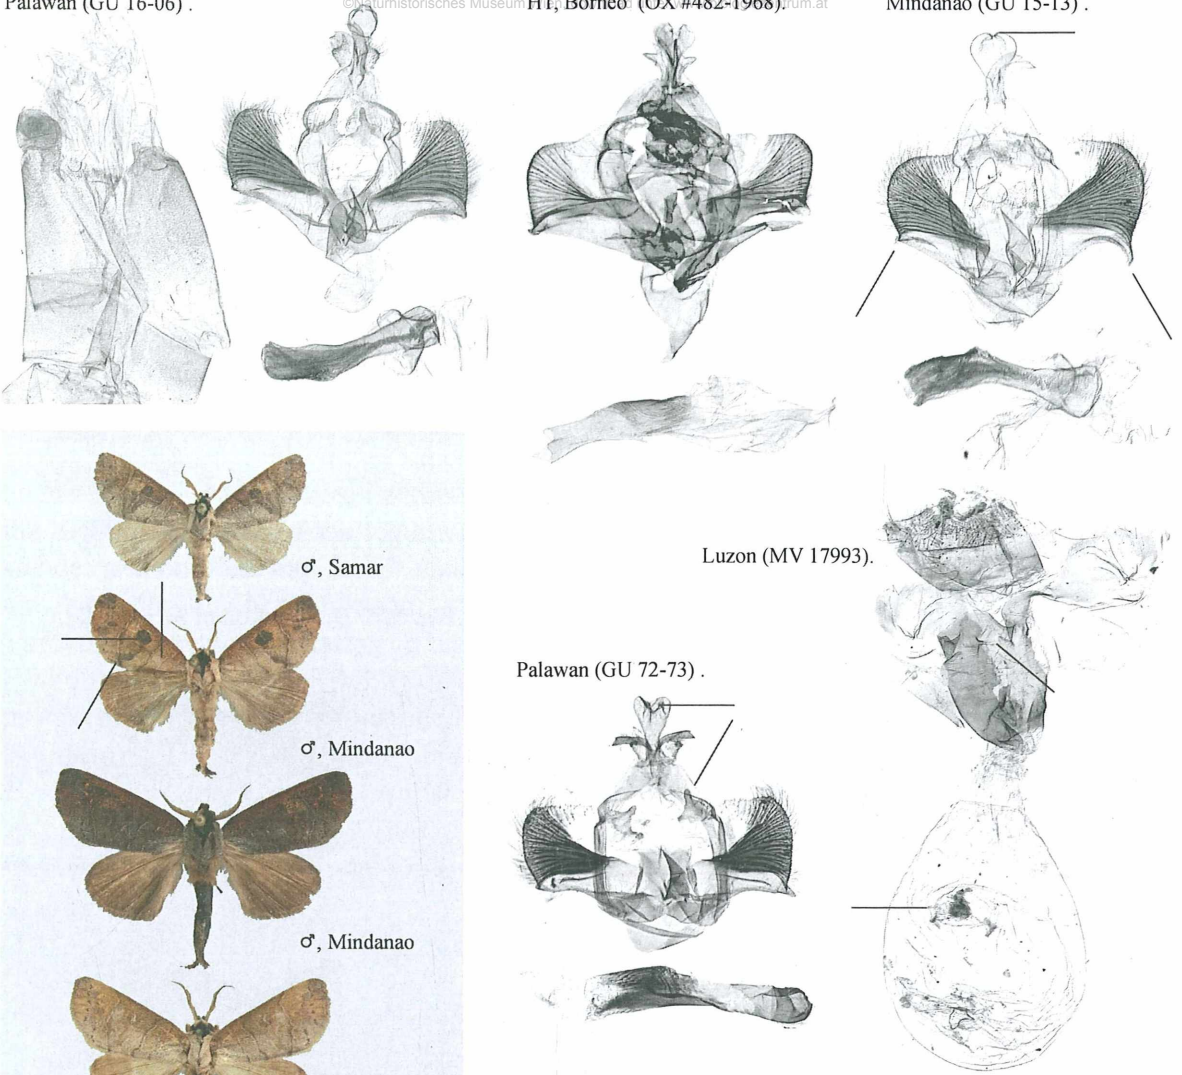 ©Naturhistorisches Museum
Palawan (GU 16-06) .
HT, Borneo (OX #482-1968).
Mindanao (GU 15-13) .
♂, Samar
Luzon (MV 17993).
Palawan (GU 72-73) .
♂, Mindanao
♂, Mindanao